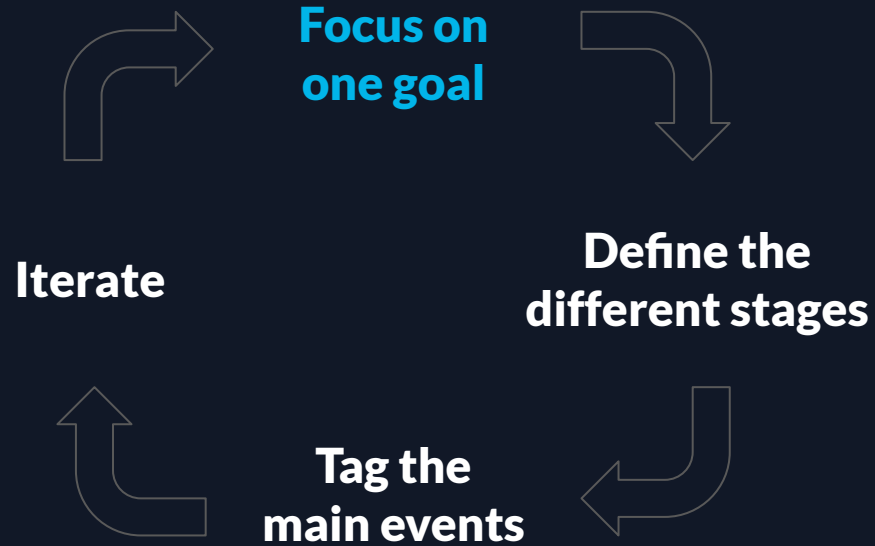 Focus on
one goal
Define the
different stages
Tag the
main events
Iterate